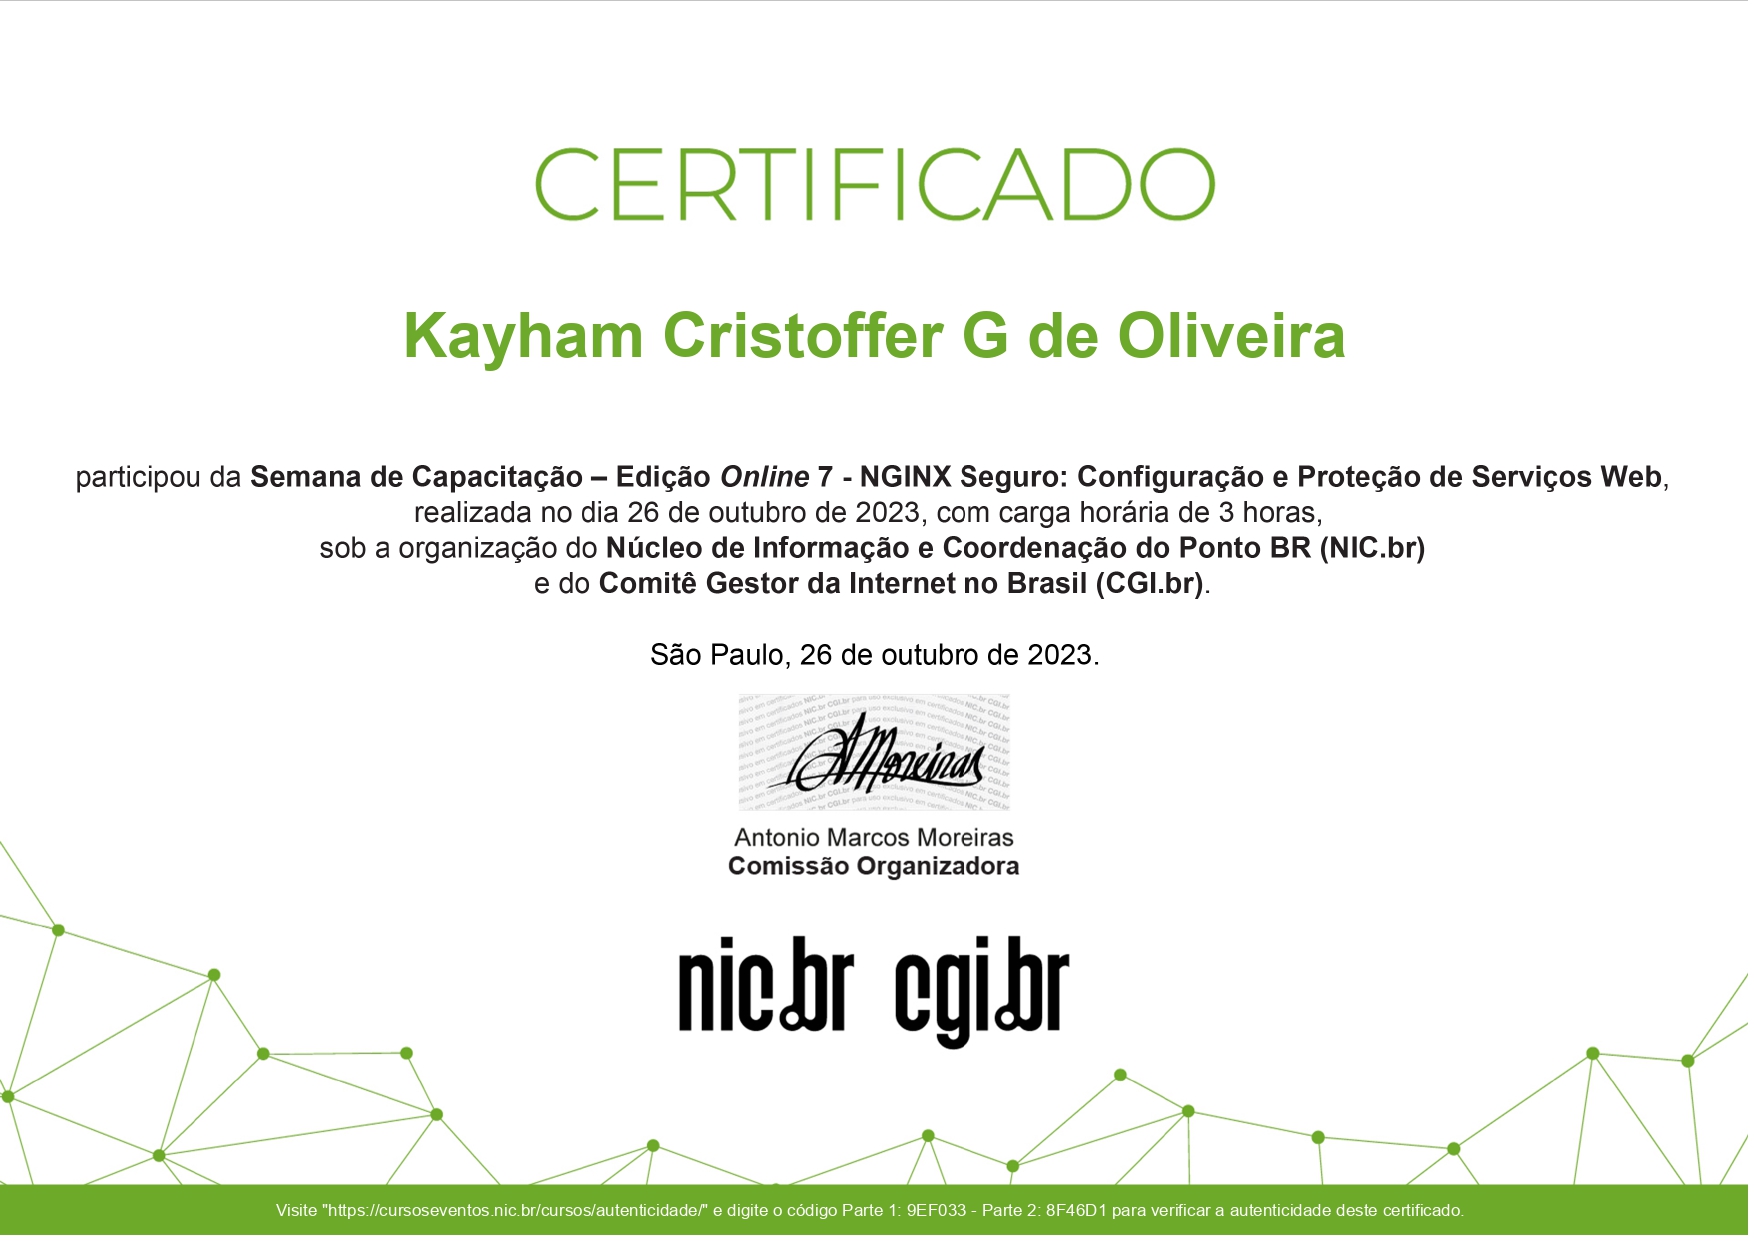 CERTIFICADO
Kayham Cristoffer G de Oliveira
participou da Semana de Capacitação – Edição Online 7 - NGINX Seguro: Configuração e Proteção de Serviços Web,
realizada no dia 26 de outubro de 2023, com carga horária de 3 horas,
sob a organização do Núcleo de Informação e Coordenação do Ponto BR (NIC.br)
e do Comitê Gestor da Internet no Brasil (CGI.br).
São Paulo, 26 de outubro de 2023.
AMoreiras
Antonio Marcos Moreiras
Comissão Organizadora
nic.br cgi.br
Visite "https://cursoseventos.nic.br/cursos/autenticidade/" e digite o código Parte 1: 9EF033 - Parte 2: 8F46D1 para verificar a autenticidade deste certificado.